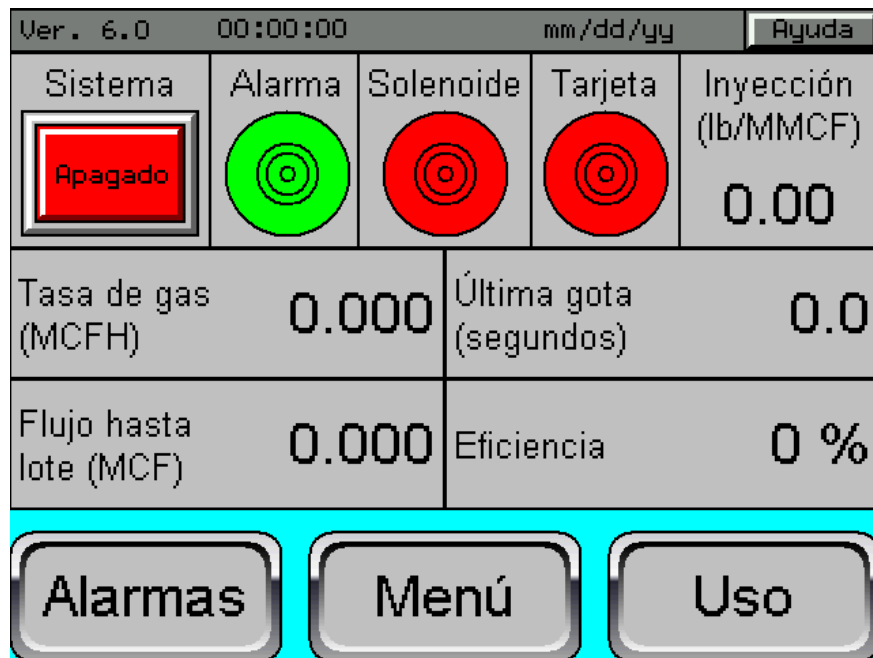 Ver. 6.0 00:00:00 mm/dd/yy Ayuda
Sistema
Apagado
Alarma
Solenoide
Tarjeta
Inyección
(lb/MMCF)
0.00
Tasa de gas
(MCFH)
0.000
Última gota
(segundos)
0.0
Flujo hasta
lote (MCF)
0.000
Eficiencia
0 %
Alarmas
Menú
Uso